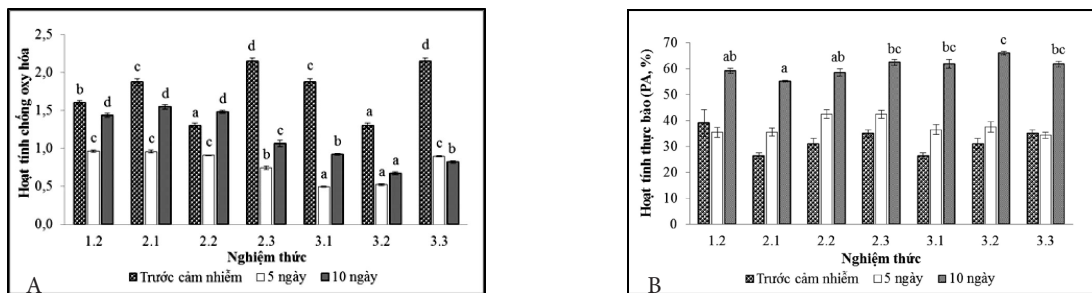 Hoạt tính chống oxy hóa
2,5
2,0
1,5
1,0
0,5
0,0
b c d
c c d
a c d
d b c
c a b
a a a
d c b
1.2 2.1 2.2 2.3 3.1 3.2 3.3
Nghiệm thức
Trước cảm nhiễm 5 ngày 10 ngày
A
Hoạt tính thực bào (PA, %)
70
60
50
40
30
20
10
0
ab a ab bc bc c bc
1.2 2.1 2.2 2.3 3.1 3.2 3.3
Nghiệm thức
Trước cảm nhiễm 5 ngày 10 ngày
B